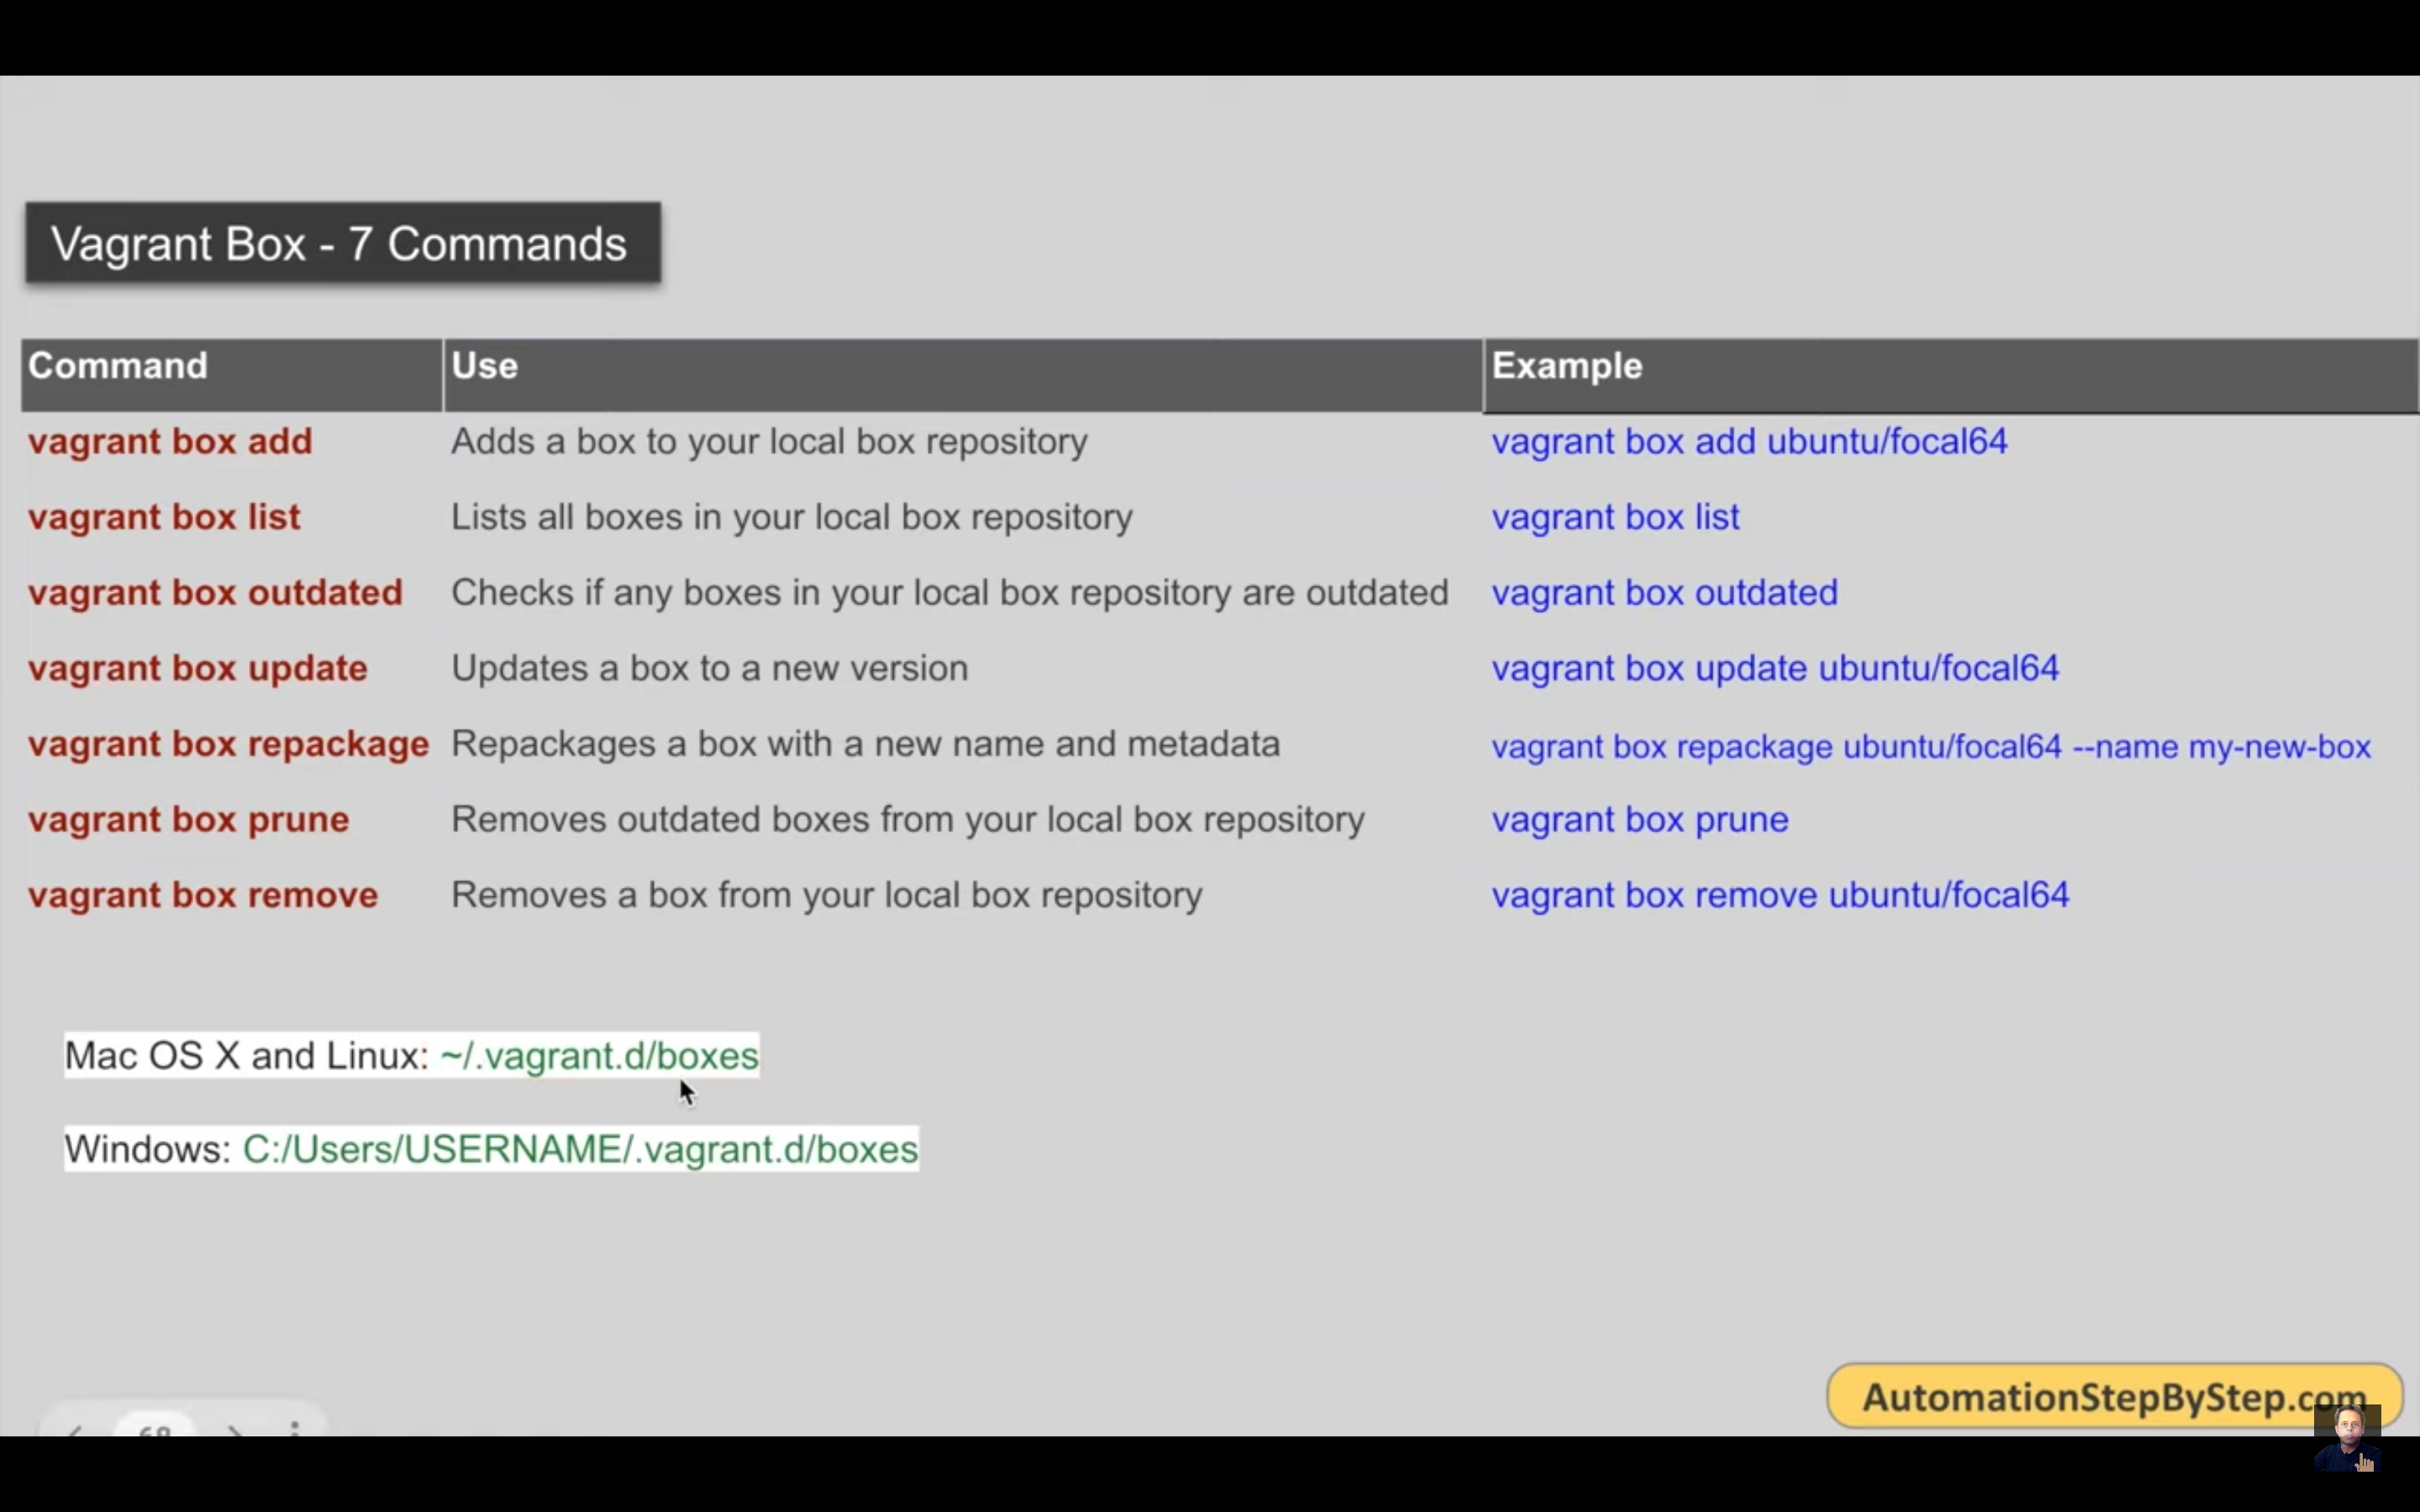 Vagrant Box - 7 Commands
Command Use Example
vagrant box add Adds a box to your local box repository vagrant box add ubuntu/focal64
vagrant box list Lists all boxes in your local box repository vagrant box list
vagrant box outdated Checks if any boxes in your local box repository are outdated vagrant box outdated
vagrant box update Updates a box to a new version vagrant box update ubuntu/focal64
vagrant box repackage Repackages a box with a new name and metadata vagrant box repackage ubuntu/focal64 --name my-new-box
vagrant box prune Removes outdated boxes from your local box repository vagrant box prune
vagrant box remove Removes a box from your local box repository vagrant box remove ubuntu/focal64
Mac OS X and Linux: ~/.vagrant.d/boxes
Windows: C:/Users/USERNAME/.vagrant.d/boxes
AutomationStepByStep.com